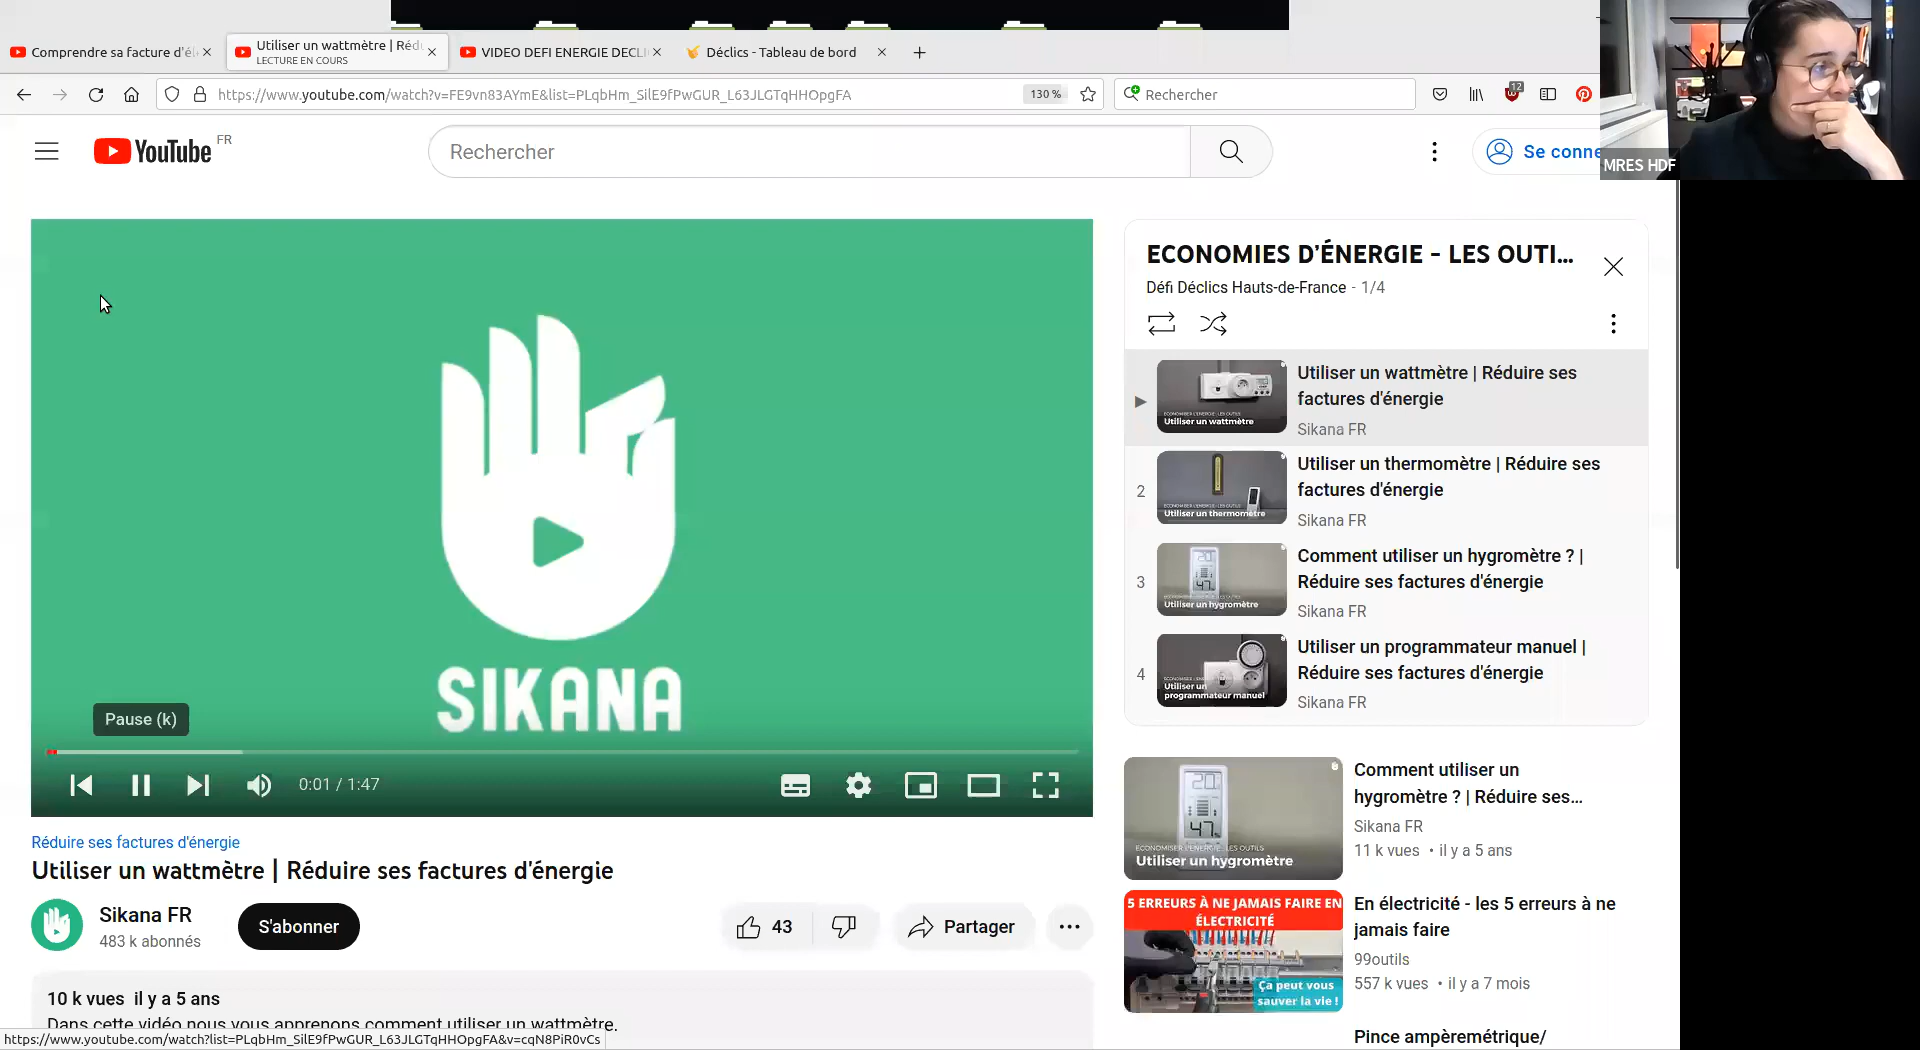 Comprendre sa facture d'él
Utiliser un wattmètre | Réd
LECTURE EN COURS
VIDEO DEFI ENERGIE DECLI
Déclics - Tableau de bord
https://www.youtube.com/watch?v=FE9vn83AYmE&list=PLqbHm_SilE9fPwGUR_L63JLGTqHHOpgFA
130 %
Rechercher
12
YouTube FR
Rechercher
Se conne
MRES HDF
SIKANA
Pause (k)
0:01 / 1:47
Réduire ses factures d'énergie
Utiliser un wattmètre | Réduire ses factures d'énergie
Sikana FR
483 k abonnés
S'abonner
43
Partager
10 k vues il y a 5 ans
Dans cette vidéo nous vous apprenons comment utiliser un wattmètre.
https://www.youtube.com/watch?list=PLqbHm_SilE9fPwGUR_L63JLGTqHHOpgFA&v=cqN8PiR0vCs
ECONOMIES D'ÉNERGIE - LES OUTI...
Défi Déclics Hauts-de-France - 1/4
Utiliser un wattmètre
Utiliser un wattmètre | Réduire ses
factures d'énergie
Sikana FR
2
Utiliser un thermomètre
Utiliser un thermomètre | Réduire ses
factures d'énergie
Sikana FR
3
Utiliser un hygromètre
Comment utiliser un hygromètre ? |
Réduire ses factures d'énergie
Sikana FR
4
Utiliser un
programmateur manuel
Utiliser un programmateur manuel |
Réduire ses factures d'énergie
Sikana FR
ECONOMISER L'ENERGIE : LES OUTILS
Utiliser un hygromètre
Comment utiliser un
hygromètre ? | Réduire ses...
Sikana FR
11 k vues • il y a 5 ans
5 ERREURS À NE JAMAIS FAIRE EN
ÉLECTRICITÉ
Ça peut vous
sauver la vie !
En électricité - les 5 erreurs à ne
jamais faire
99outils
557 k vues • il y a 7 mois
Pince ampèremétrique/